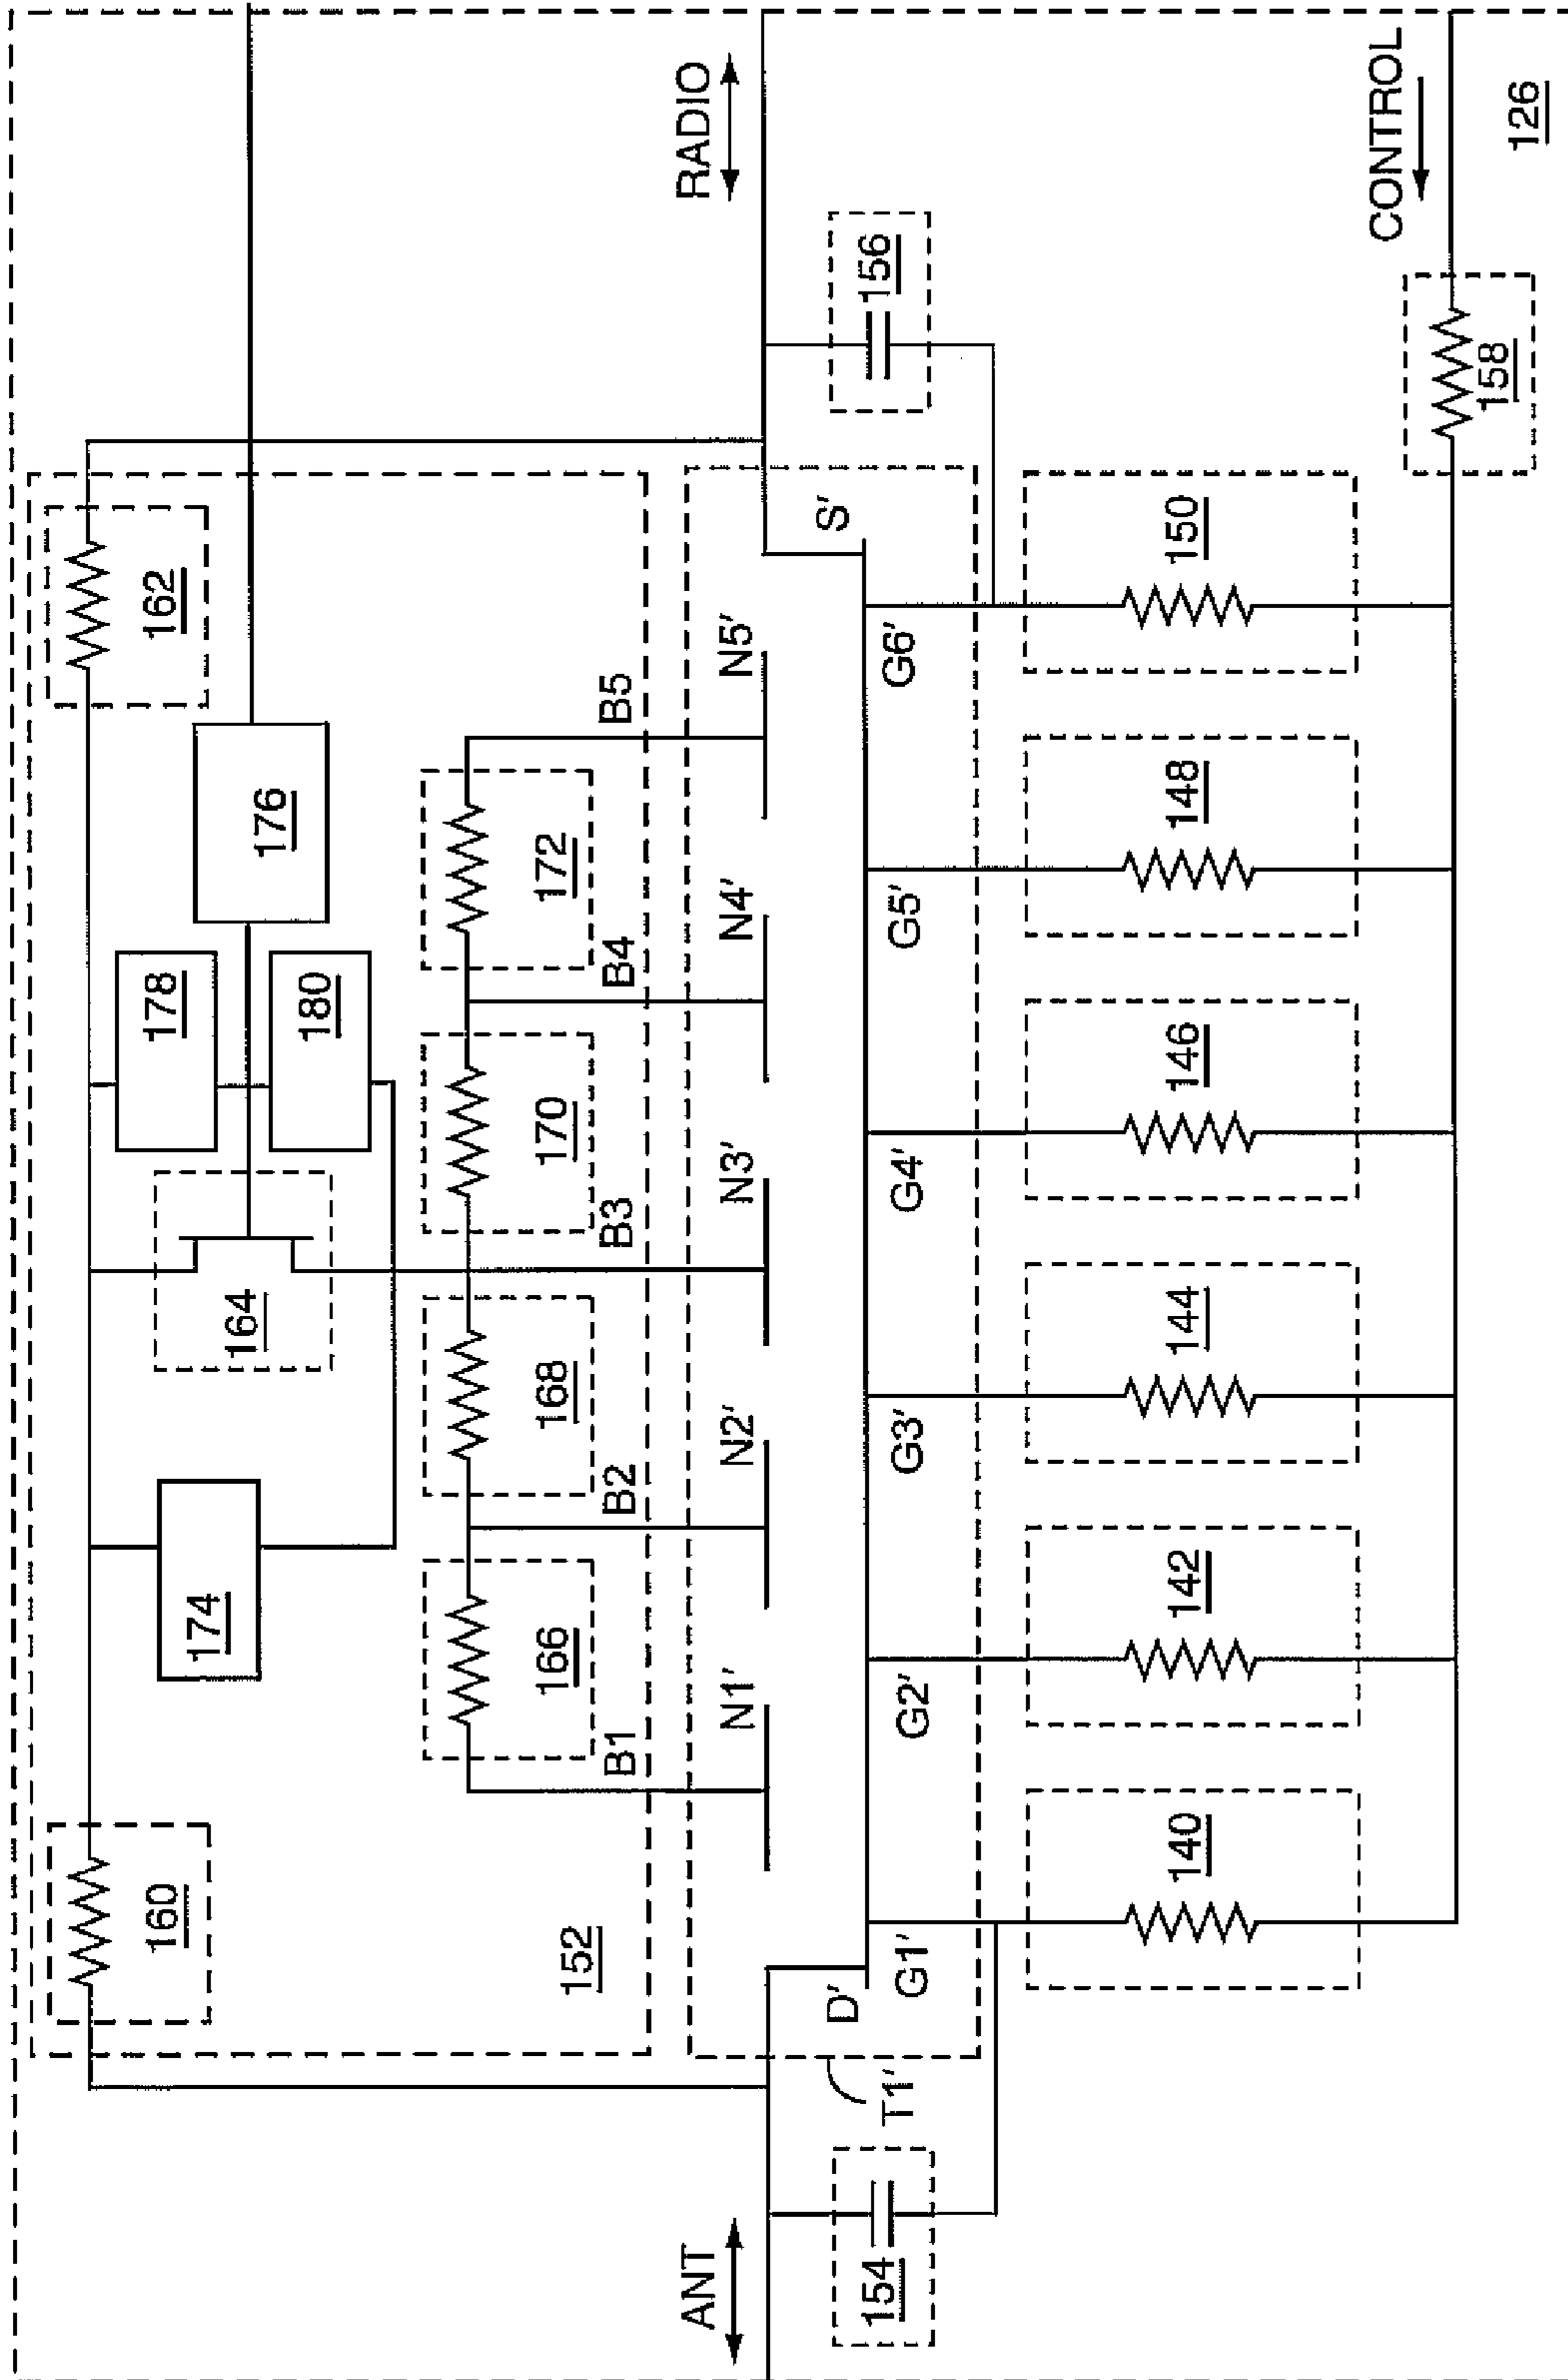 162
176
178
180
164
174
160
172
170
168
166
B5
B4
B3
B2
B1
152
RADIO
ANT
N5'
N4'
N3'
N2'
N1'
S'
D'
T1'
156
154
G6'
G5'
G4'
G3'
G2'
G1'
150
148
146
144
142
140
CONTROL
158
126